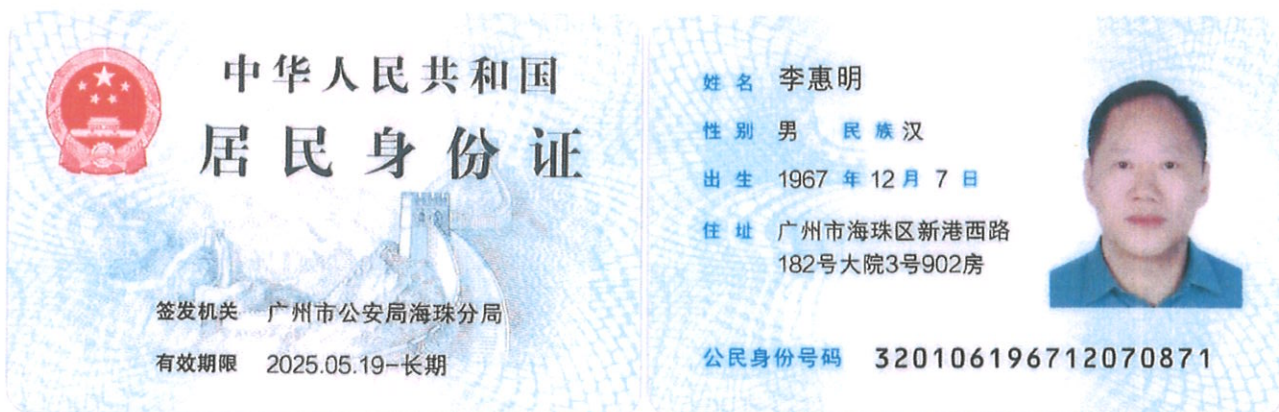 中华人民共和国
居民身份证
签发机关 广州市公安局海珠分局
有效期限 2025.05.19-长期
姓名 李惠明
性别 男 民族 汉
出生 1967 年 12 月 7 日
住址 广州市海珠区新港西路
182号大院3号902房
公民身份号码 320106196712070871